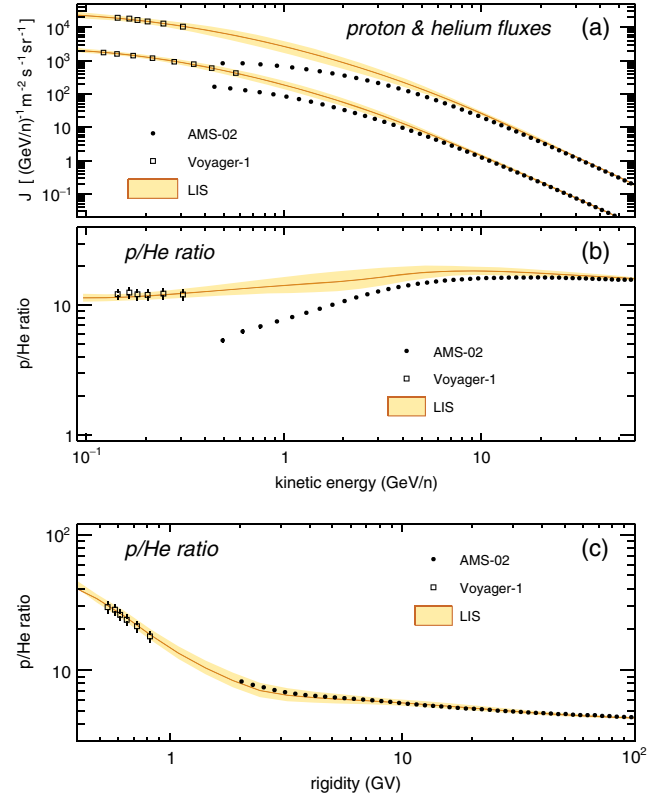 proton & helium fluxes (a)
J [ (GeV/n)⁻¹ m⁻² s⁻¹ sr⁻¹ ]
10⁴
10³
10²
10
1
10⁻¹
AMS-02
Voyager-1
LIS
p/He ratio (b)
p/He ratio
10
1
AMS-02
Voyager-1
LIS
10⁻¹ 1 10
kinetic energy (GeV/n)
p/He ratio (c)
p/He ratio
10²
10
AMS-02
Voyager-1
LIS
1 10 10²
rigidity (GV)